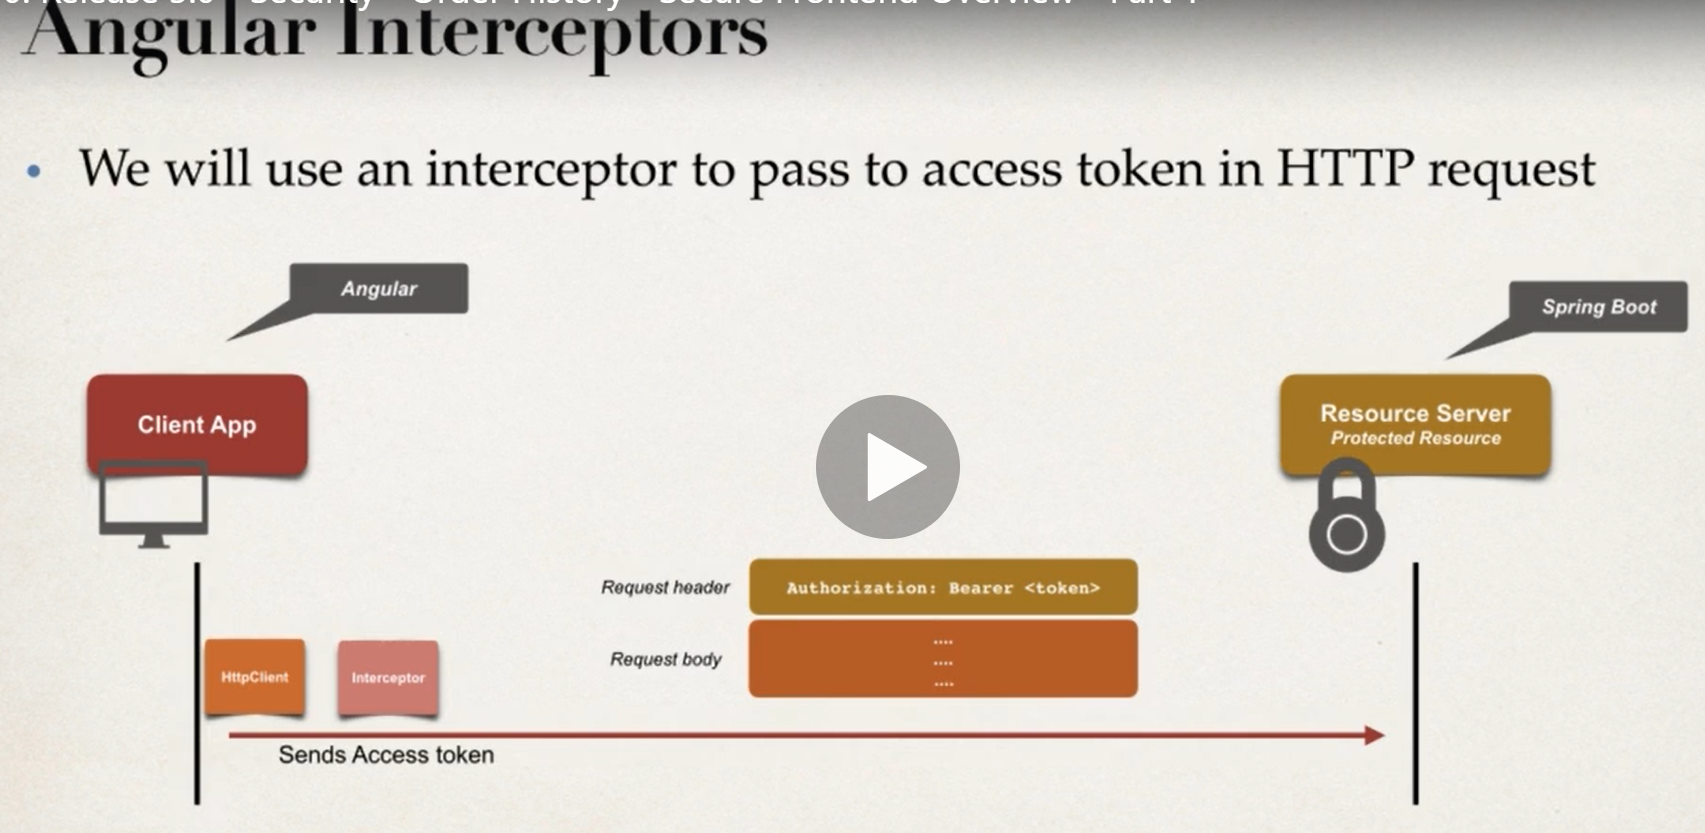 Release 3.0 - Security - Order History - Secure Frontend Overview - Part
Angular Interceptors
• We will use an interceptor to pass to access token in HTTP request
Angular
Spring Boot
Client App
Resource Server
Protected Resource
Request header
Authorization: Bearer <token>
Request body
....
....
....
HttpClient
Interceptor
Sends Access token